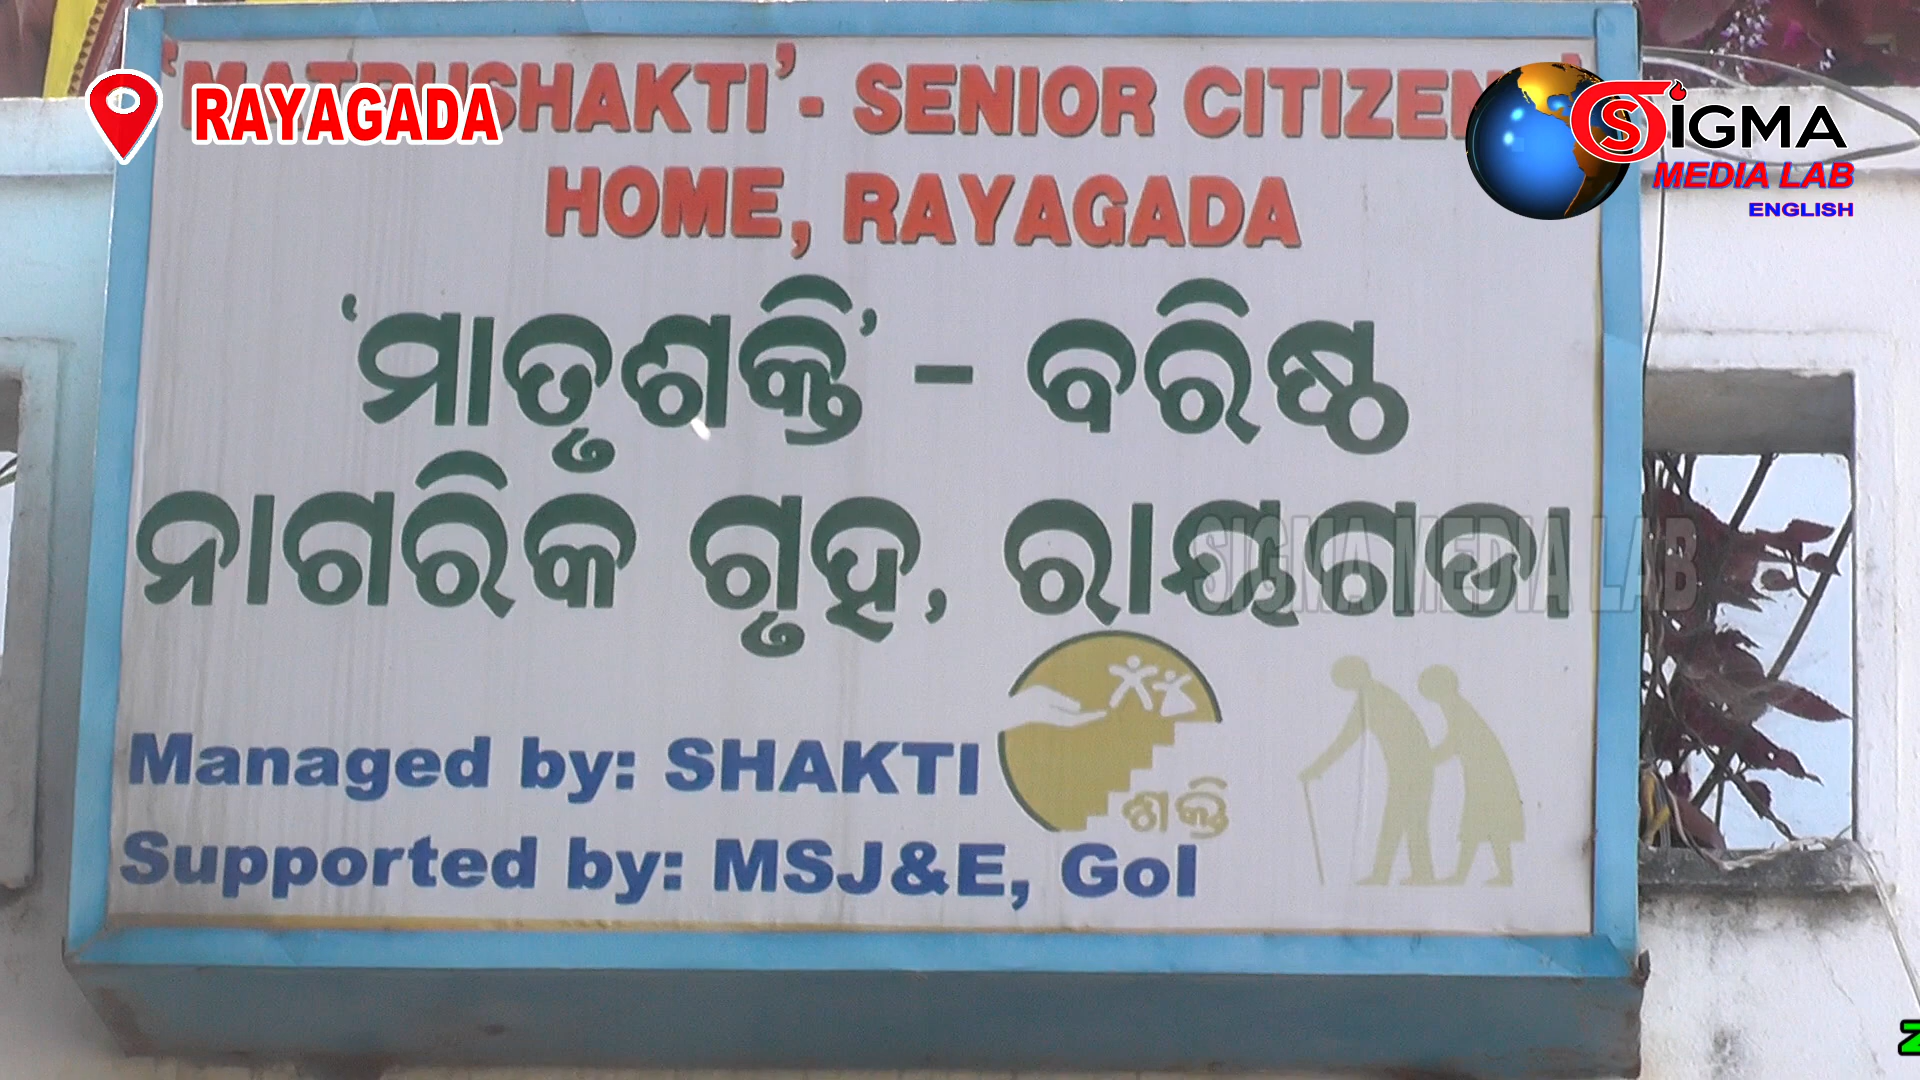 RAYAGADA
'MATRUSHAKTI' - SENIOR CITIZEN
HOME, RAYAGADA
'ମାତୃଶକ୍ତି' - ବରିଷ୍ଠ
ନାଗରିକ ଗୃହ, ରାୟଗଡା
Managed by: SHAKTI
ଶକ୍ତି
Supported by: MSJ&E, GoI
SIGMA
MEDIA LAB
ENGLISH
SIGMA MEDIA LAB